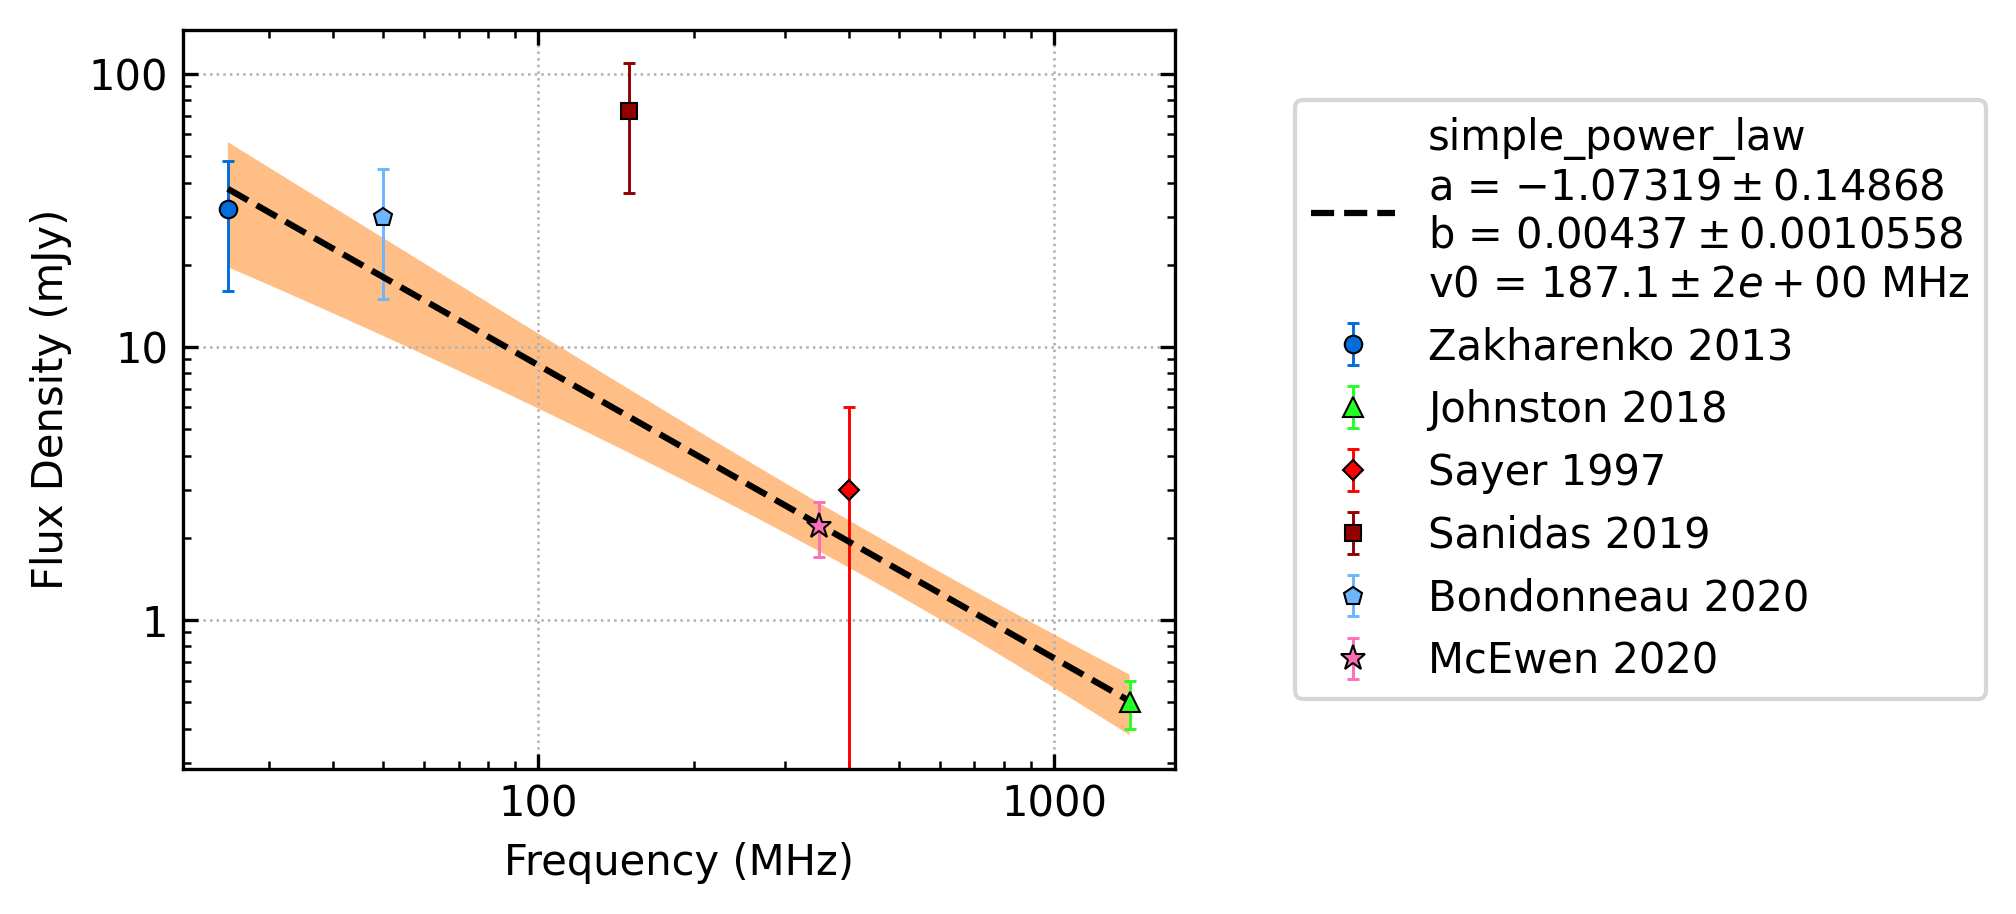 100
10
1
Flux Density (mJy)
100
1000
Frequency (MHz)
simple_power_law
a = −1.07319 ± 0.14868
b = 0.00437 ± 0.0010558
v0 = 187.1 ± 2e + 00 MHz
Zakharenko 2013
Johnston 2018
Sayer 1997
Sanidas 2019
Bondonneau 2020
McEwen 2020